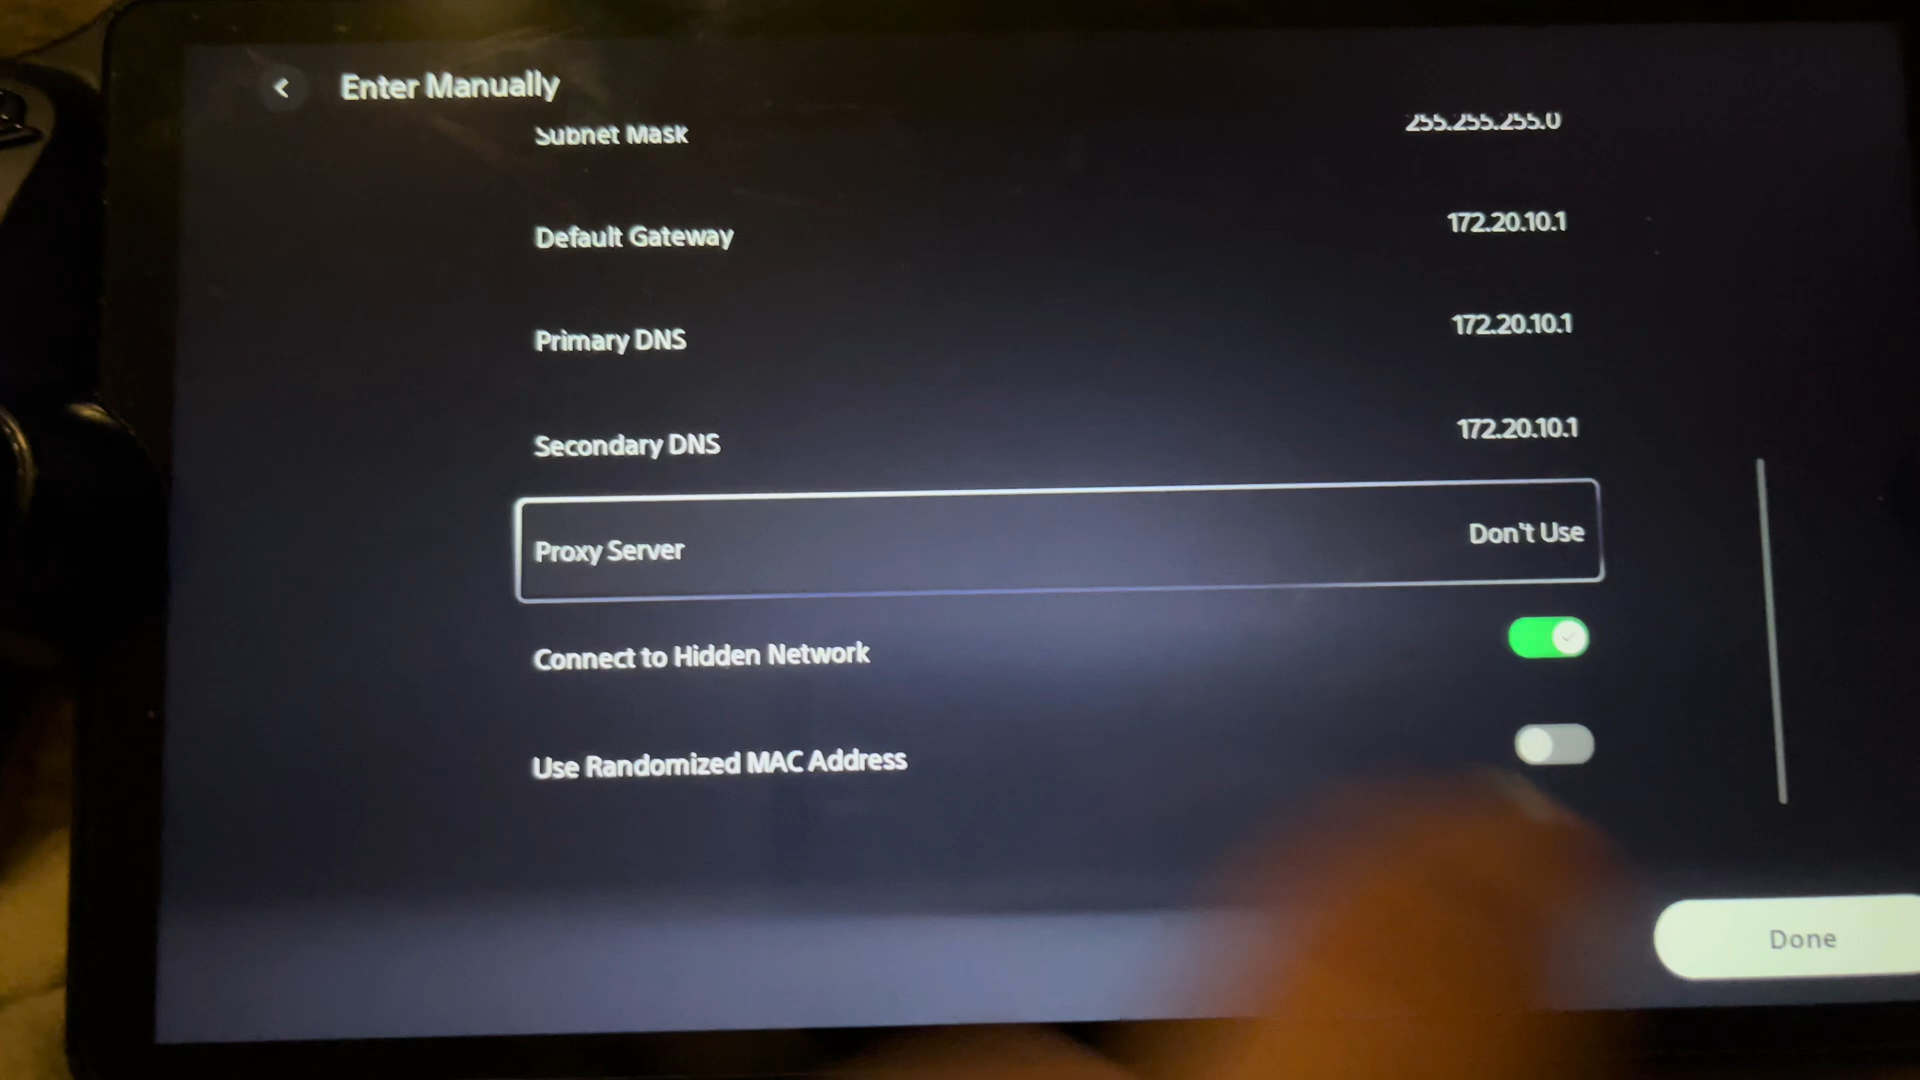 Enter Manually
Subnet Mask 255.255.255.0
Default Gateway 172.20.10.1
Primary DNS 172.20.10.1
Secondary DNS 172.20.10.1
Proxy Server Don't Use
Connect to Hidden Network
Use Randomized MAC Address
Done